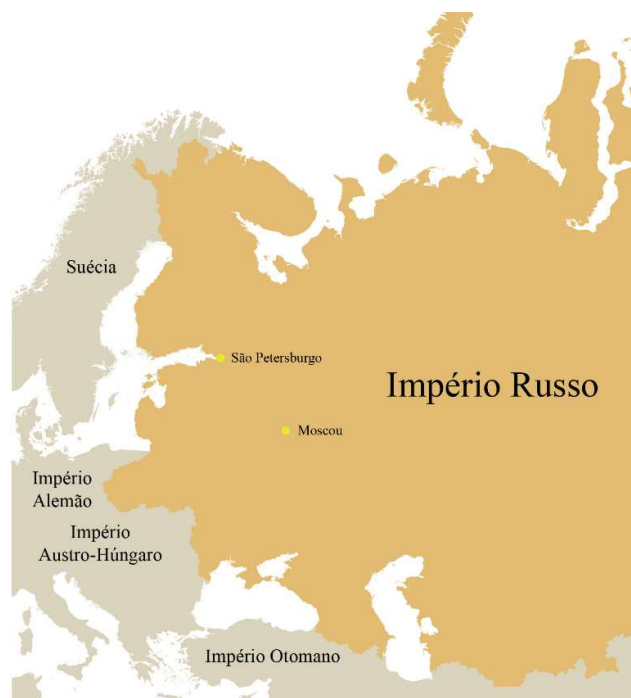 Suécia
São Petersburgo
Império Russo
Moscou
Império
Alemão
Império
Austro-Húngaro
Império Otomano